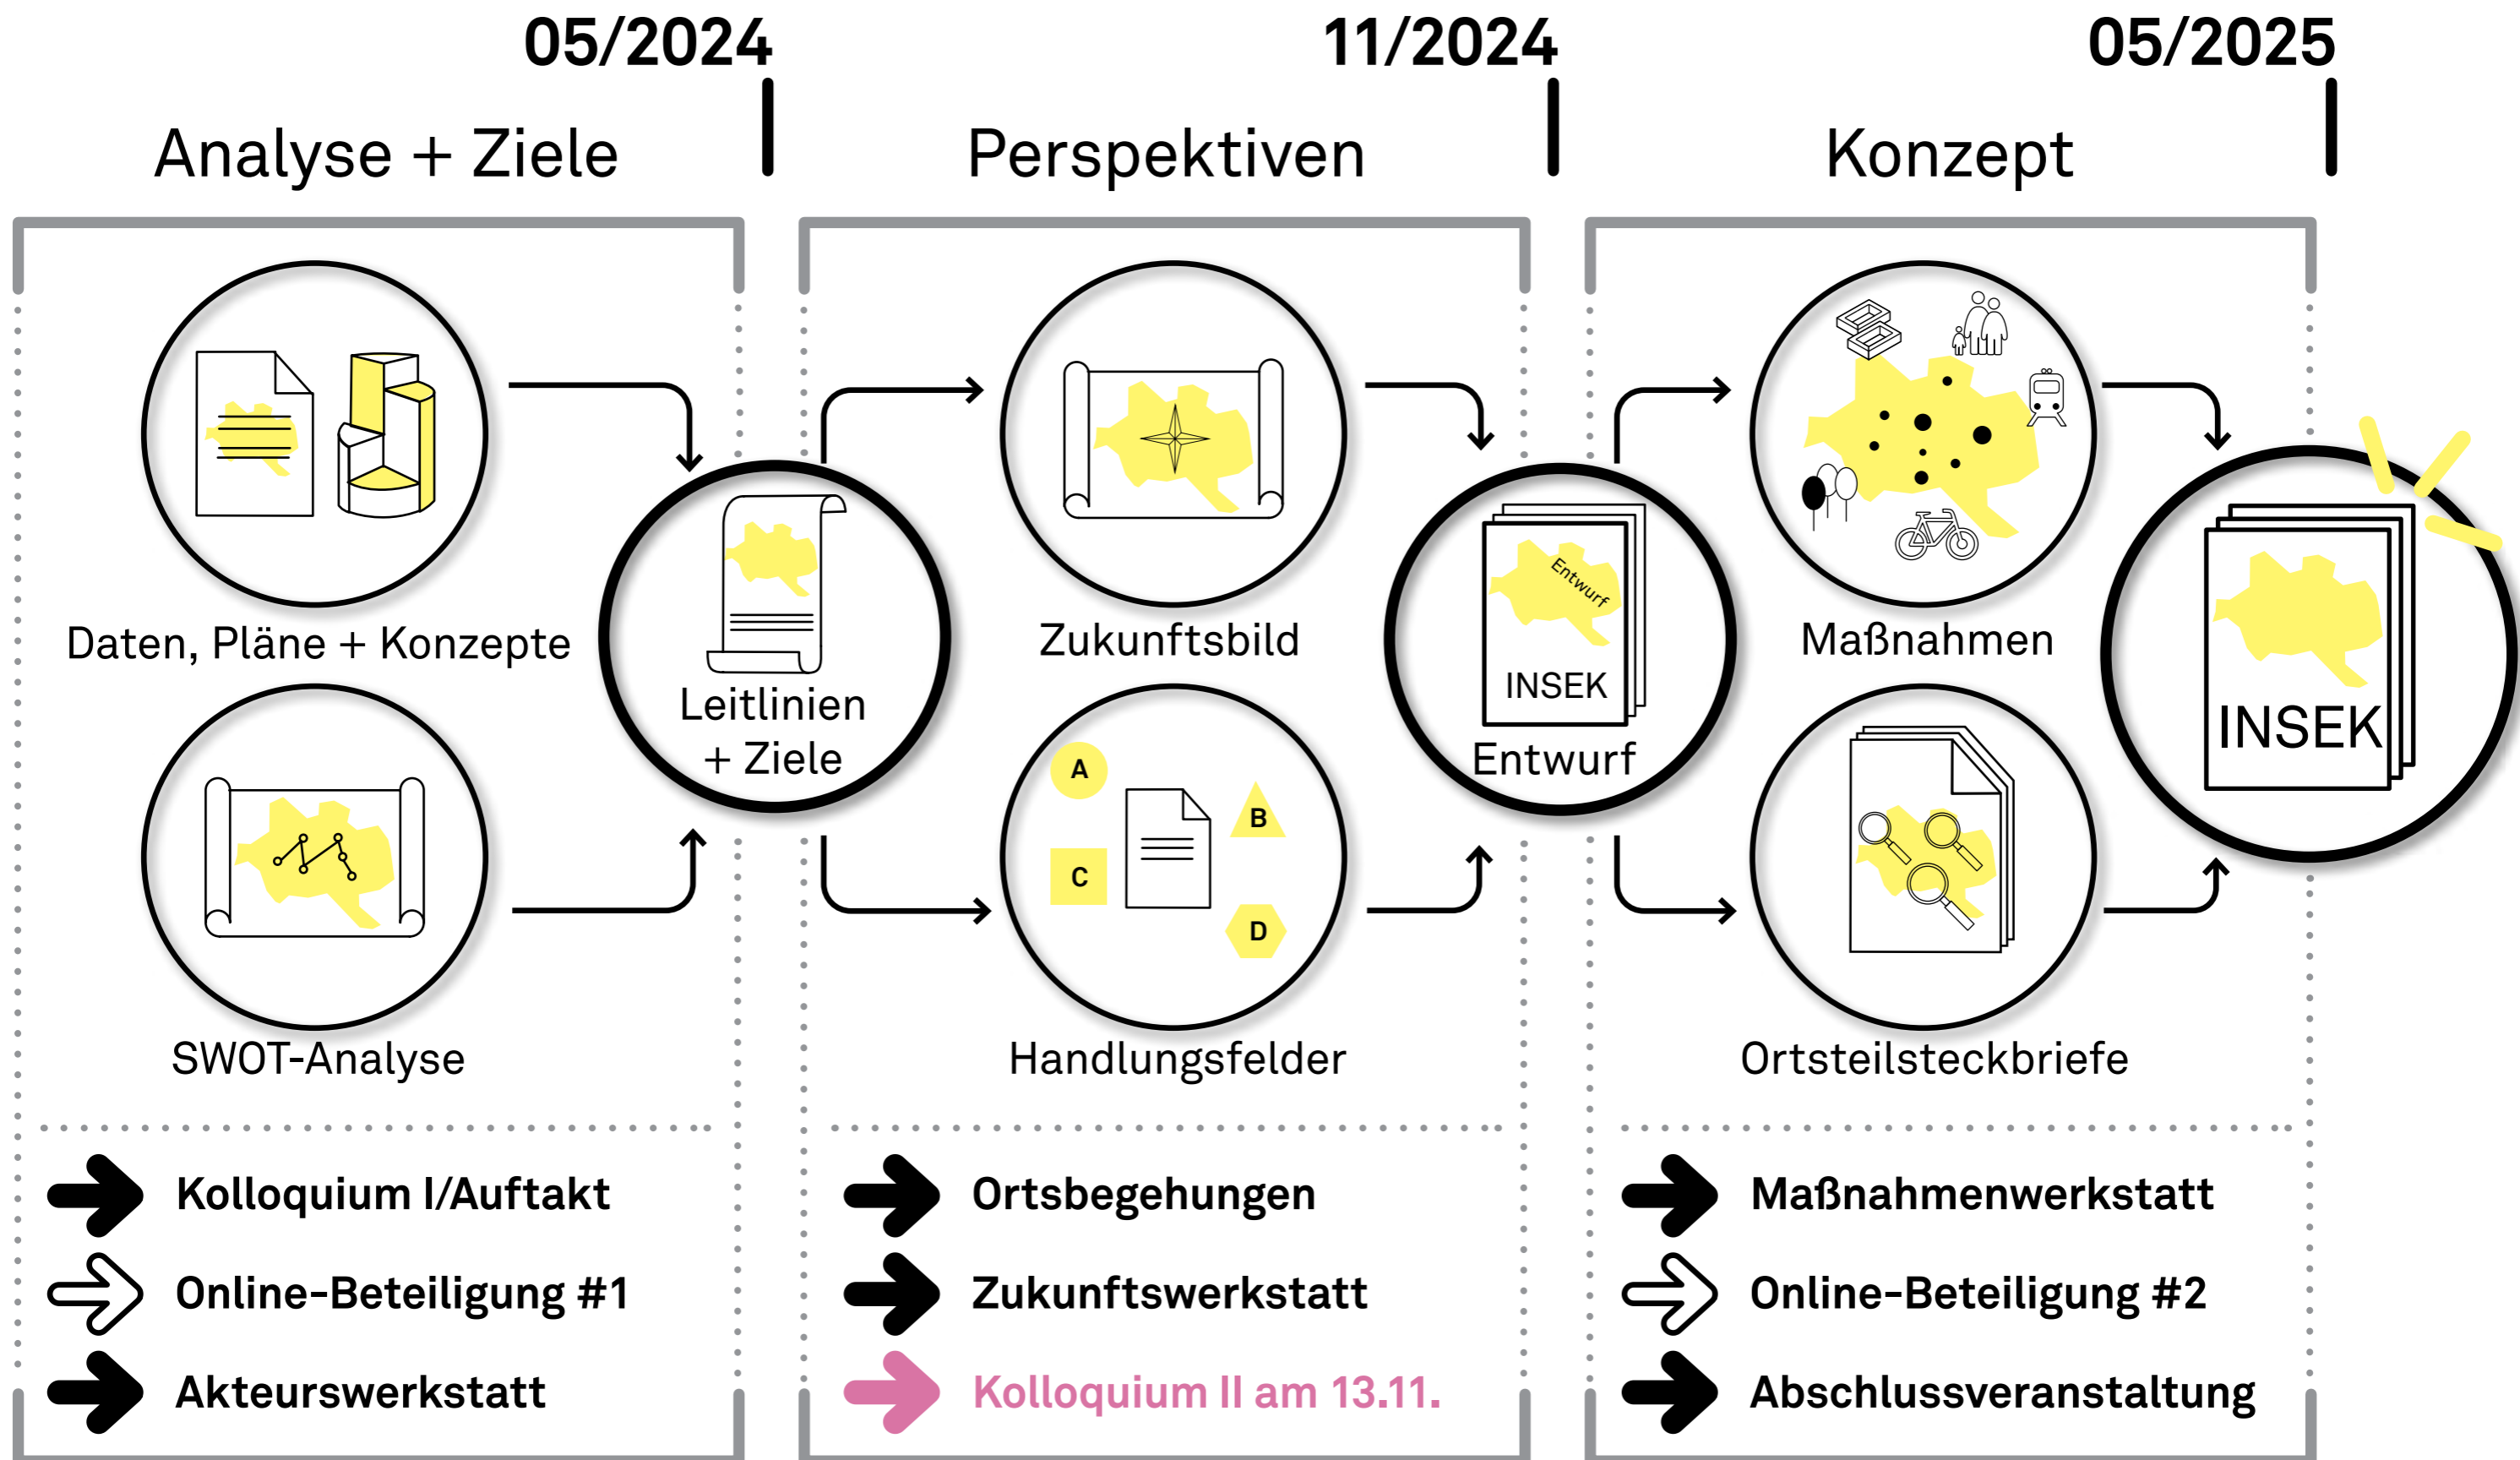 05/2024
11/2024
05/2025
Analyse + Ziele
Perspektiven
Konzept
Daten, Pläne + Konzepte
SWOT-Analyse
Leitlinien
+ Ziele
Zukunftsbild
A
B
C
D
Handlungsfelder
Entwurf
INSEK
Entwurf
Maßnahmen
Ortsteilsteckbriefe
INSEK
Kolloquium I/Auftakt
Online-Beteiligung #1
Akteurswerkstatt
Ortsbegehungen
Zukunftswerkstatt
Kolloquium II am 13.11.
Maßnahmenwerkstatt
Online-Beteiligung #2
Abschlussveranstaltung